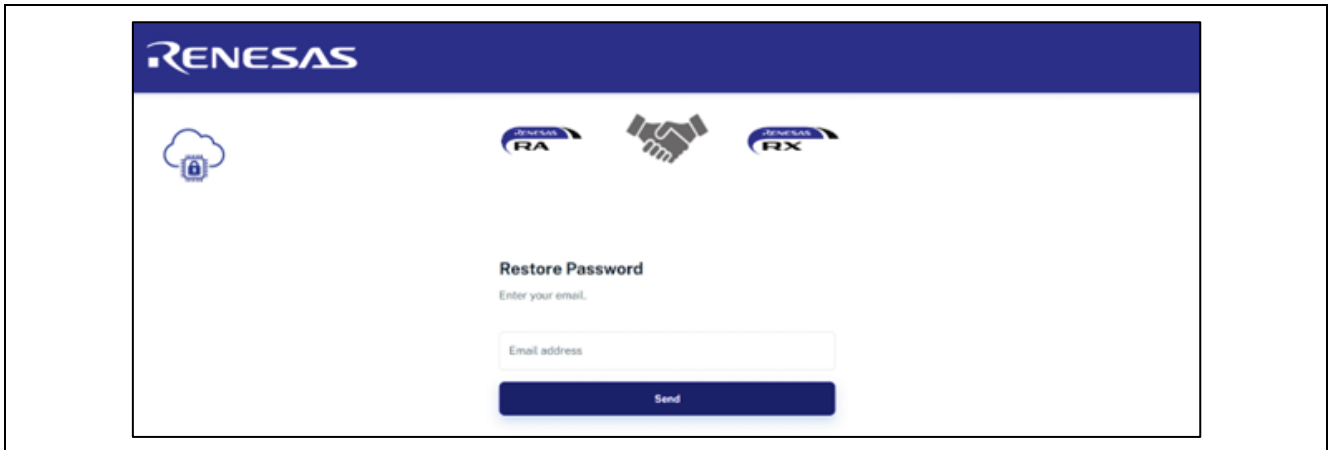 RENESAS
RENESAS RENESAS
RA RX
Restore Password
Enter your email.
Email address
Send